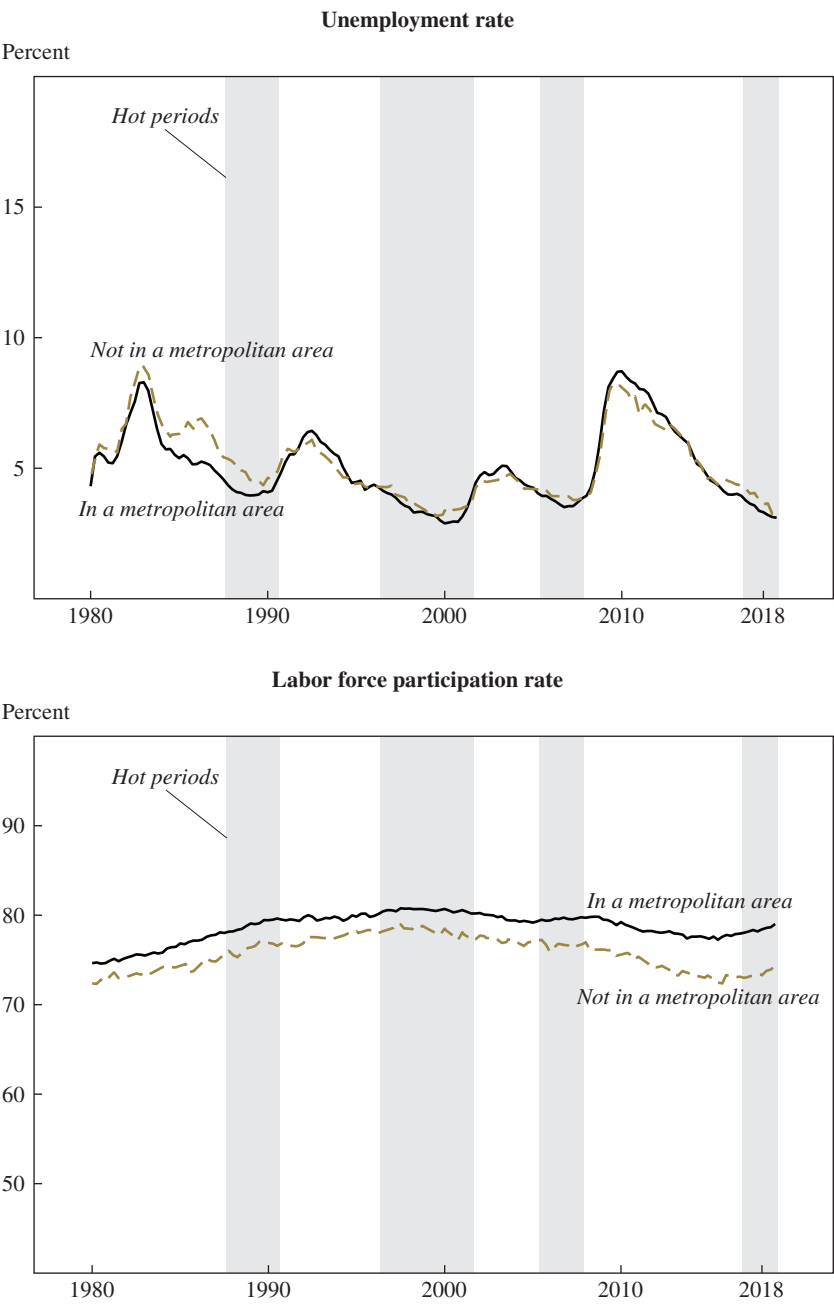 Unemployment rate
Percent
Hot periods
15
10
Not in a metropolitan area
5
In a metropolitan area
1980 1990 2000 2010 2018
Labor force participation rate
Percent
Hot periods
90
In a metropolitan area
80
70
Not in a metropolitan area
60
50
1980 1990 2000 2010 2018